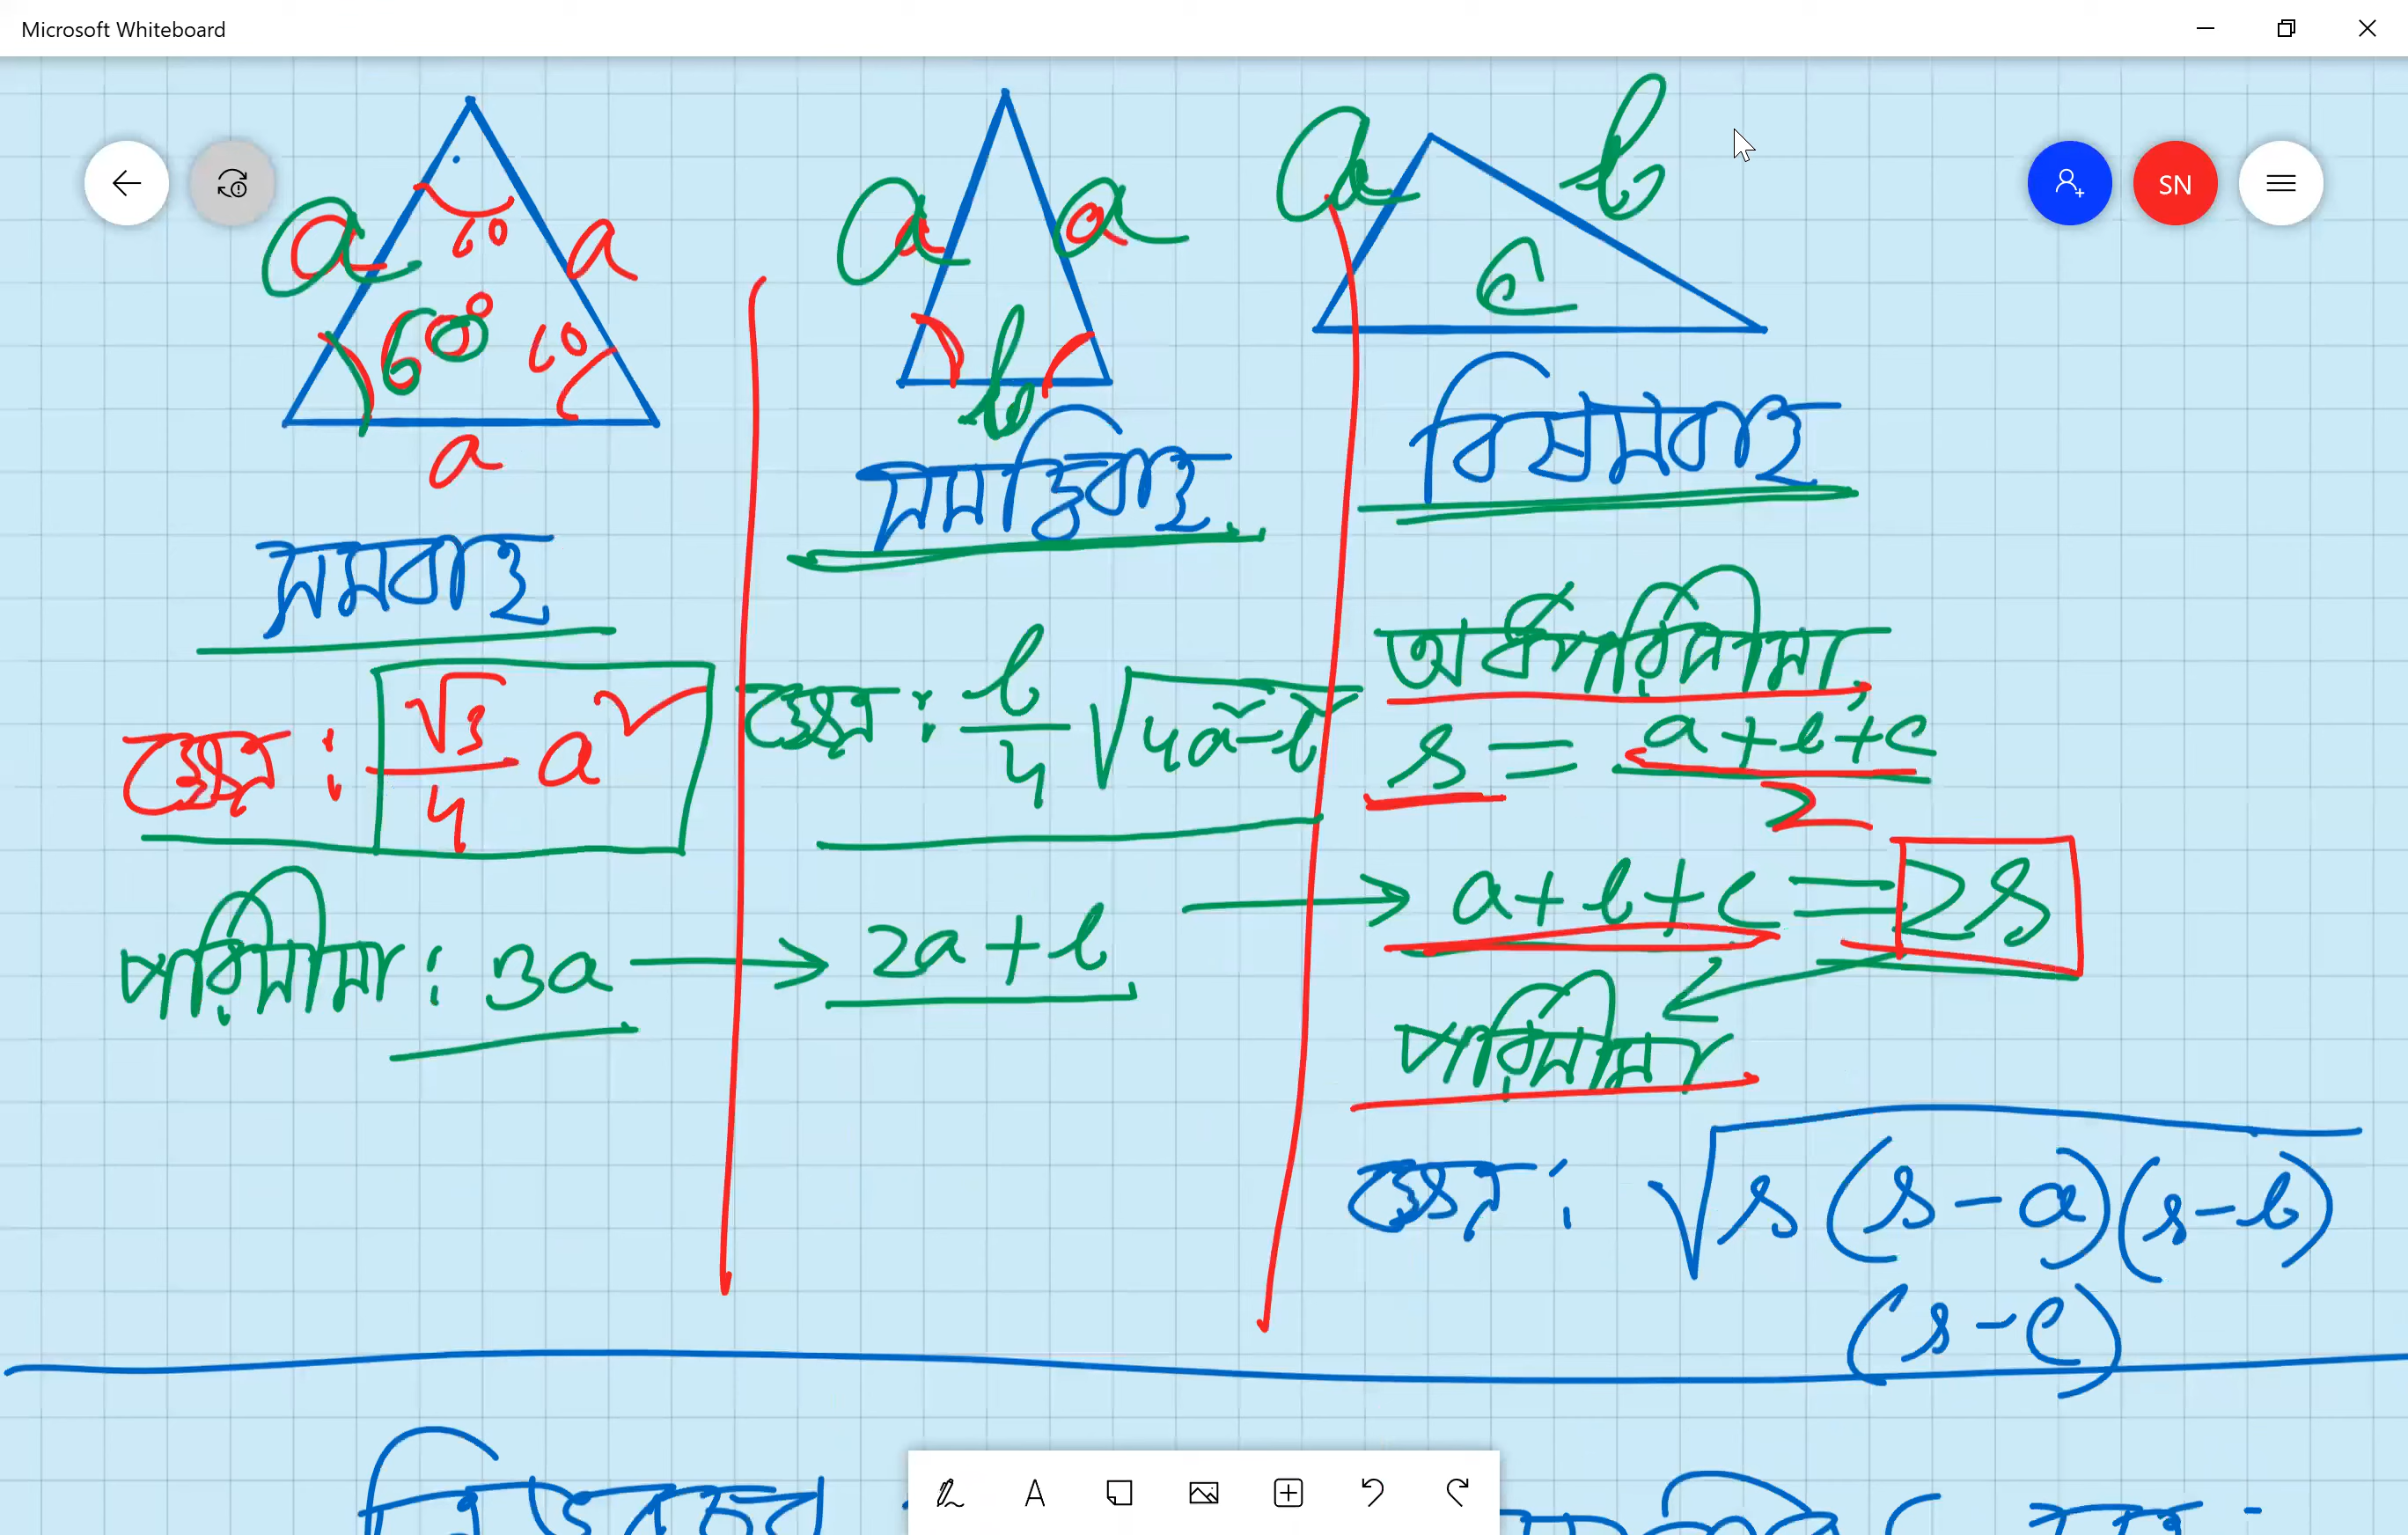 Microsoft Whiteboard
SN
a
a
60
60°
60
a
সমবাহু
ক্ষেত্র : √3/4 a²
পরিসীমা : 3a →
a
a
b
সমদ্বিবাহু
ক্ষেত্র : b/4 √4a²-b²
2a + b →
a
b
c
বিষমবাহু
অর্ধপরিসীমা,
s = a+b+c/2
a+b+c = 2s
পরিসীমা
ক্ষেত্র : √s(s-a)(s-b)
(s-c)